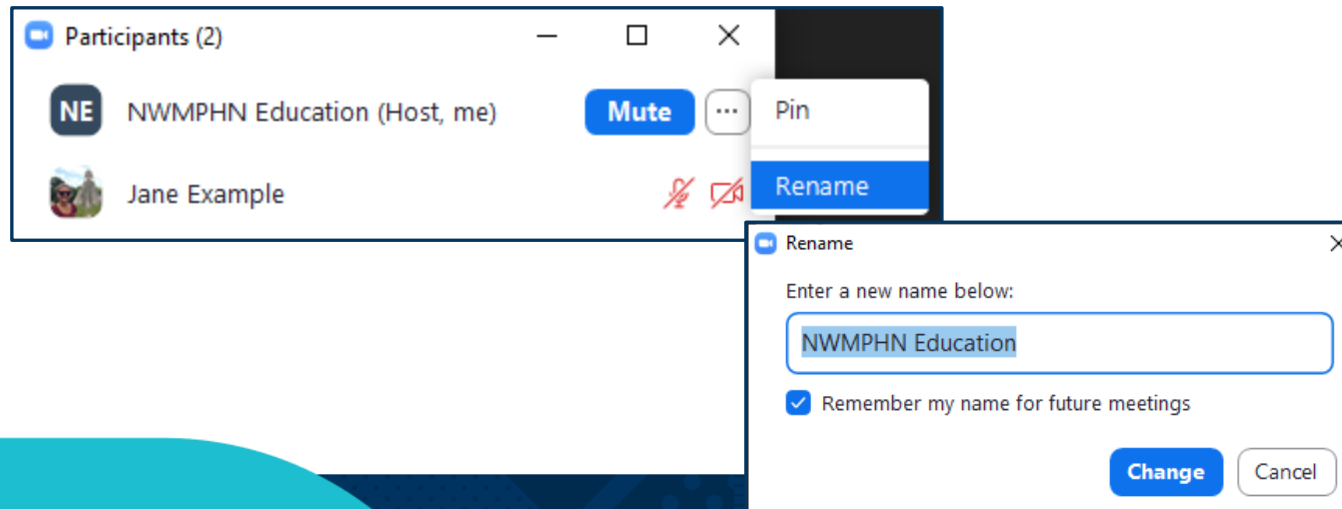 Participants (2)
NE NWMPHN Education (Host, me) Mute ... Pin
Jane Example Rename
Rename
Enter a new name below:
NWMPHN Education
Remember my name for future meetings
Change Cancel